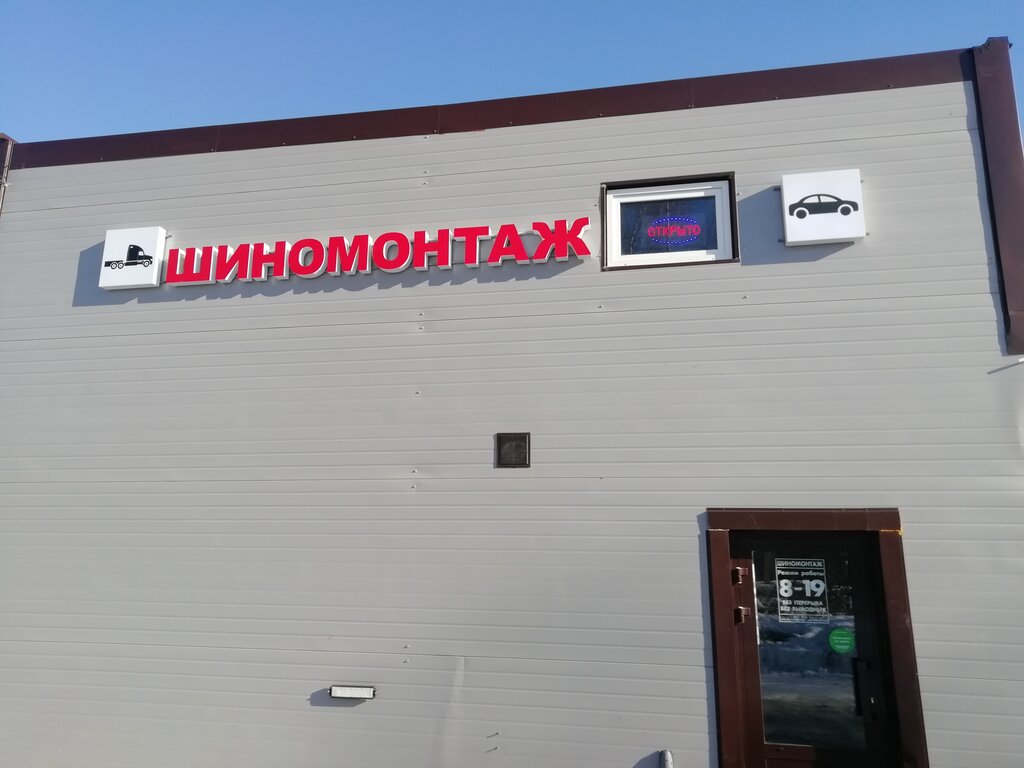 ШИНОМОНТАЖ
ОТКРЫТО
ШИНОМОНТАЖ
Режим работы
8-19
БЕЗ ПЕРЕРЫВА
БЕЗ ВЫХОДНЫХ